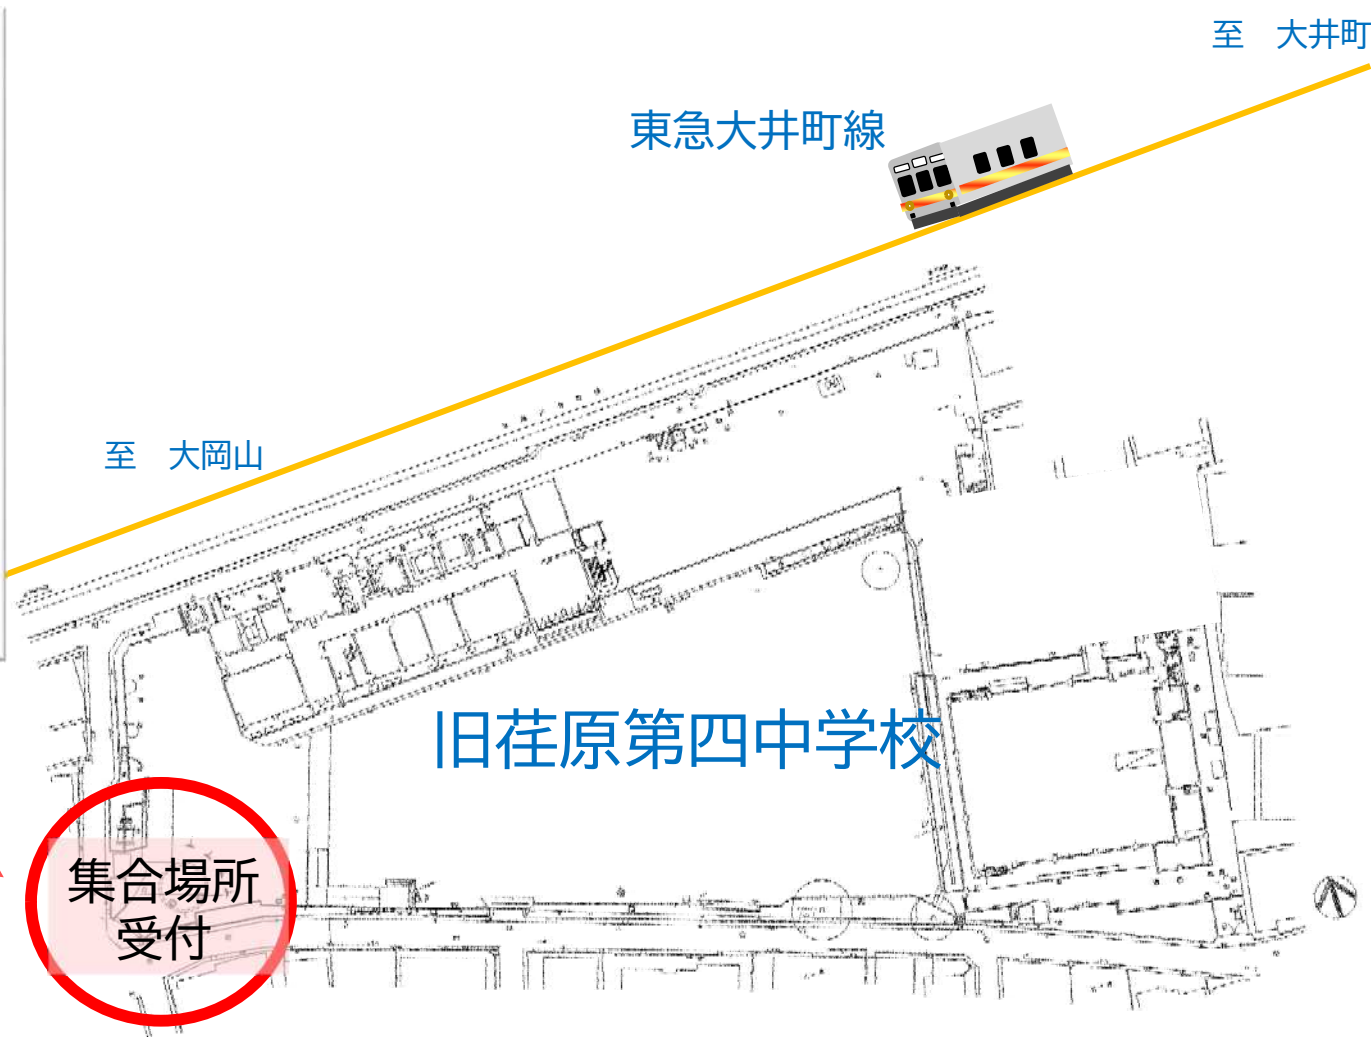 至　大井町
東急大井町線
至　大岡山
旧荏原第四中学校
集合場所
受付